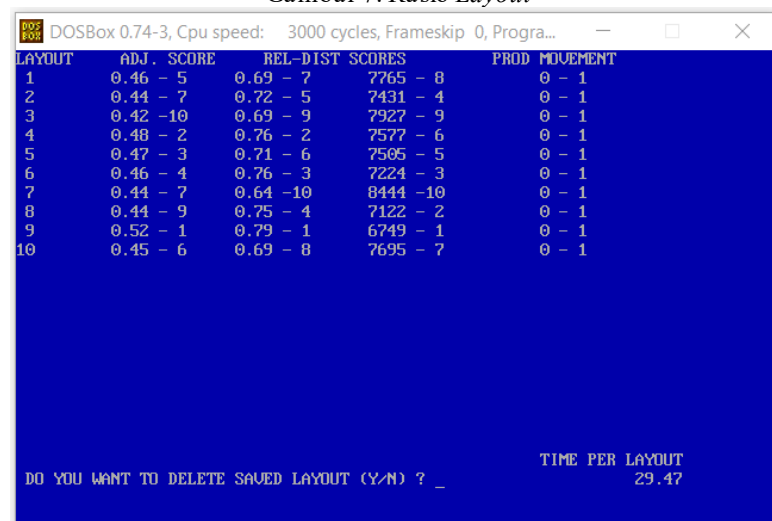 Gambar 7. Rasio Layout
DOS BOX DOSBox 0.74-3, Cpu speed: 3000 cycles, Frameskip 0, Progra...
LAYOUT ADJ. SCORE REL-DIST SCORES PROD MOVEMENT
1 0.46 - 5 0.69 - 7 7765 - 8 0 - 1
2 0.44 - 7 0.72 - 5 7431 - 4 0 - 1
3 0.42 -10 0.69 - 9 7927 - 9 0 - 1
4 0.48 - 2 0.76 - 2 7577 - 6 0 - 1
5 0.47 - 3 0.71 - 6 7505 - 5 0 - 1
6 0.46 - 4 0.76 - 3 7224 - 3 0 - 1
7 0.44 - 7 0.64 -10 8444 -10 0 - 1
8 0.44 - 9 0.75 - 4 7122 - 2 0 - 1
9 0.52 - 1 0.79 - 1 6749 - 1 0 - 1
10 0.45 - 6 0.69 - 8 7695 - 7 0 - 1
TIME PER LAYOUT
DO YOU WANT TO DELETE SAVED LAYOUT (Y/N) ? _ 29.47